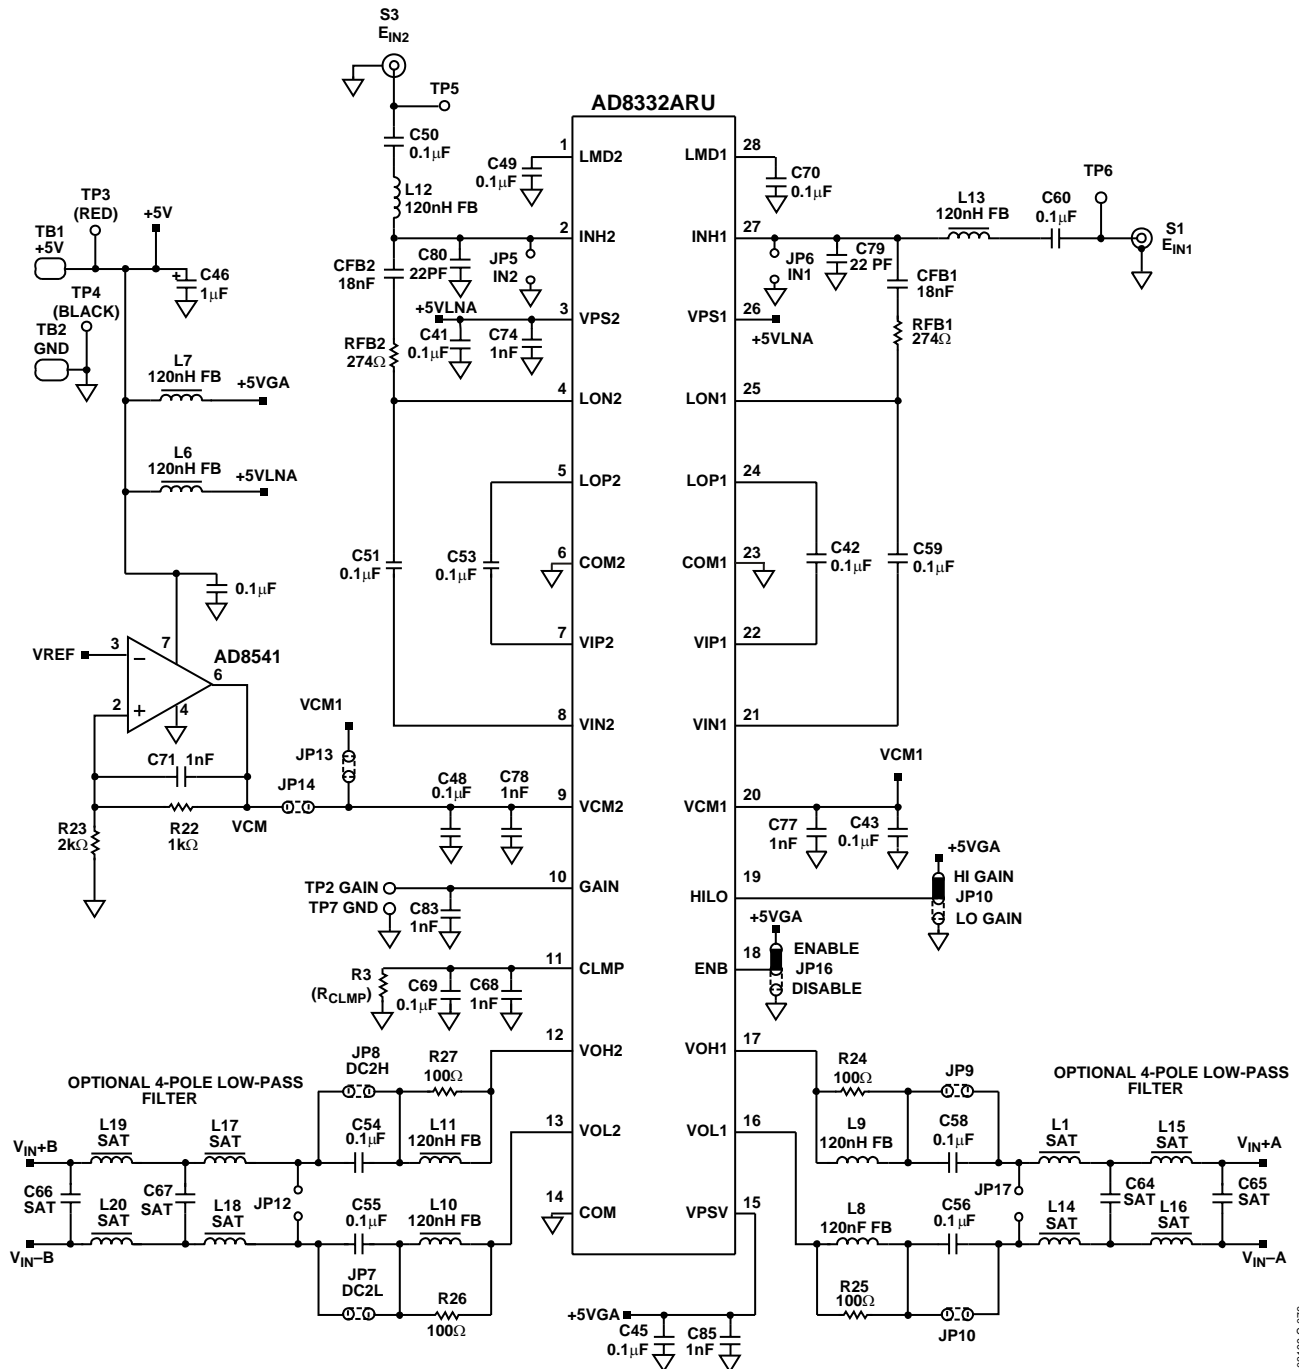 S3
EIN2
TP5
AD8332ARU
C50
0.1μF
L12
120nH FB
C49
0.1μF
1
LMD2
LMD1
28
C70
0.1μF
TP6
L13
120nH FB
C60
0.1μF
S1
EIN1
TP3
(RED)
+5V
TB1
+5V
C46
+
1μF
TP4
(BLACK)
TB2
GND
L7
120nH FB
+5VGA
L6
120nH FB
+5VLNA
0.1μF
2
INH2
INH1
27
CFB2
18nF
C80
22PF
JP5
IN2
JP6
IN1
C79
22 PF
CFB1
18nF
+5VLNA
3
VPS2
VPS1
26
+5VLNA
RFB2
274Ω
C41
0.1μF
C74
1nF
RFB1
274Ω
4
LON2
LON1
25
5
LOP2
LOP1
24
C51
0.1μF
C53
0.1μF
6
COM2
COM1
23
C42
0.1μF
C59
0.1μF
7
VIP2
VIP1
22
VREF
3
–
7
AD8541
6
2
+
4
8
VIN2
VIN1
21
VCM1
JP13
C71
1nF
JP14
R23
2kΩ
R22
1kΩ
VCM
C48
0.1μF
C78
1nF
9
VCM2
VCM1
20
VCM1
C77
1nF
C43
0.1μF
TP2 GAIN
TP7 GND
C83
1nF
10
GAIN
HILO
19
+5VGA
HI GAIN
JP10
LO GAIN
R3
(RCLMP)
C69
0.1μF
C68
1nF
11
CLMP
ENB
18
+5VGA
ENABLE
JP16
DISABLE
12
VOH2
VOH1
17
OPTIONAL 4-POLE LOW-PASS
FILTER
JP8
DC2H
R27
100Ω
R24
100Ω
JP9
OPTIONAL 4-POLE LOW-PASS
FILTER
L19
SAT
L17
SAT
C54
0.1μF
L11
120nH FB
13
VOL2
VOL1
16
L9
120nH FB
C58
0.1μF
L1
SAT
L15
SAT
VIN+B
VIN+A
C66
SAT
C67
SAT
JP12
JP17
C64
SAT
C65
SAT
L20
SAT
L18
SAT
C55
0.1μF
L10
120nH FB
14
COM
VPSV
15
L8
120nF FB
C56
0.1μF
L14
SAT
L16
SAT
VIN–B
VIN–A
JP7
DC2L
R26
100Ω
R25
100Ω
JP10
+5VGA
C45
0.1μF
C85
1nF